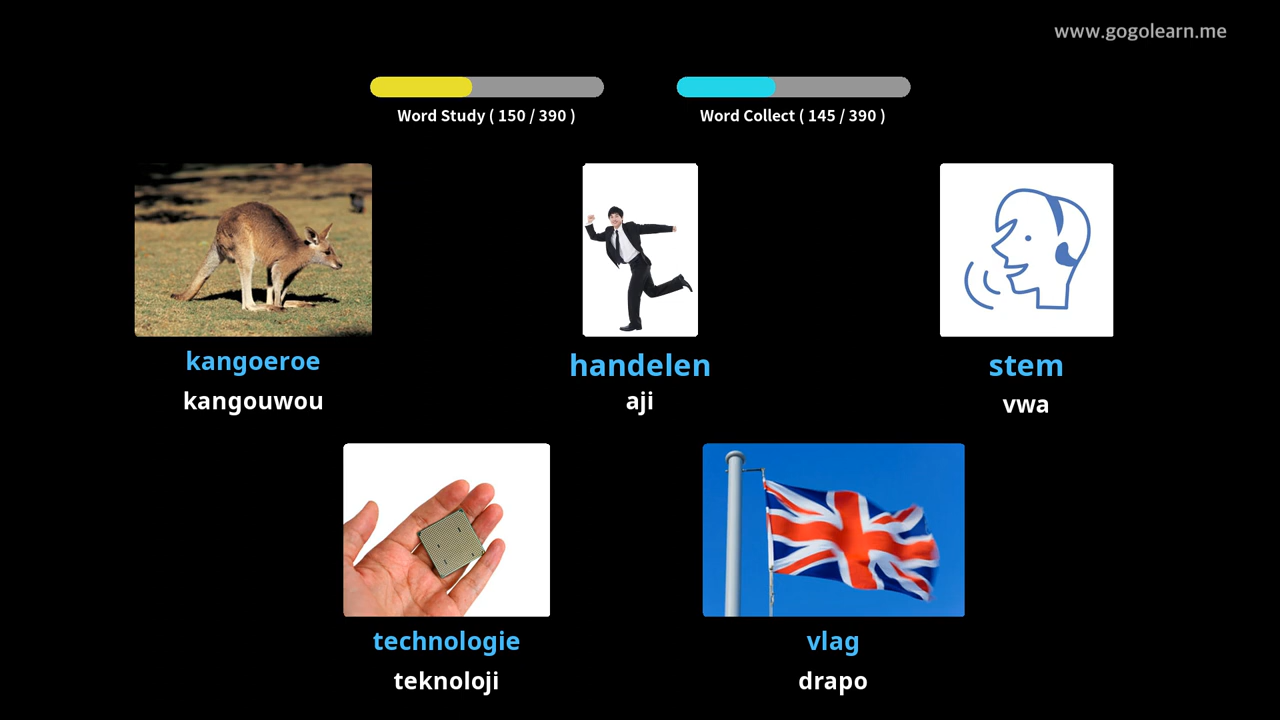 www.gogolearn.me
Word Study ( 150 / 390 )
Word Collect ( 145 / 390 )
kangoeroe
kangouwou
handelen
aji
stem
vwa
technologie
teknoloji
vlag
drapo